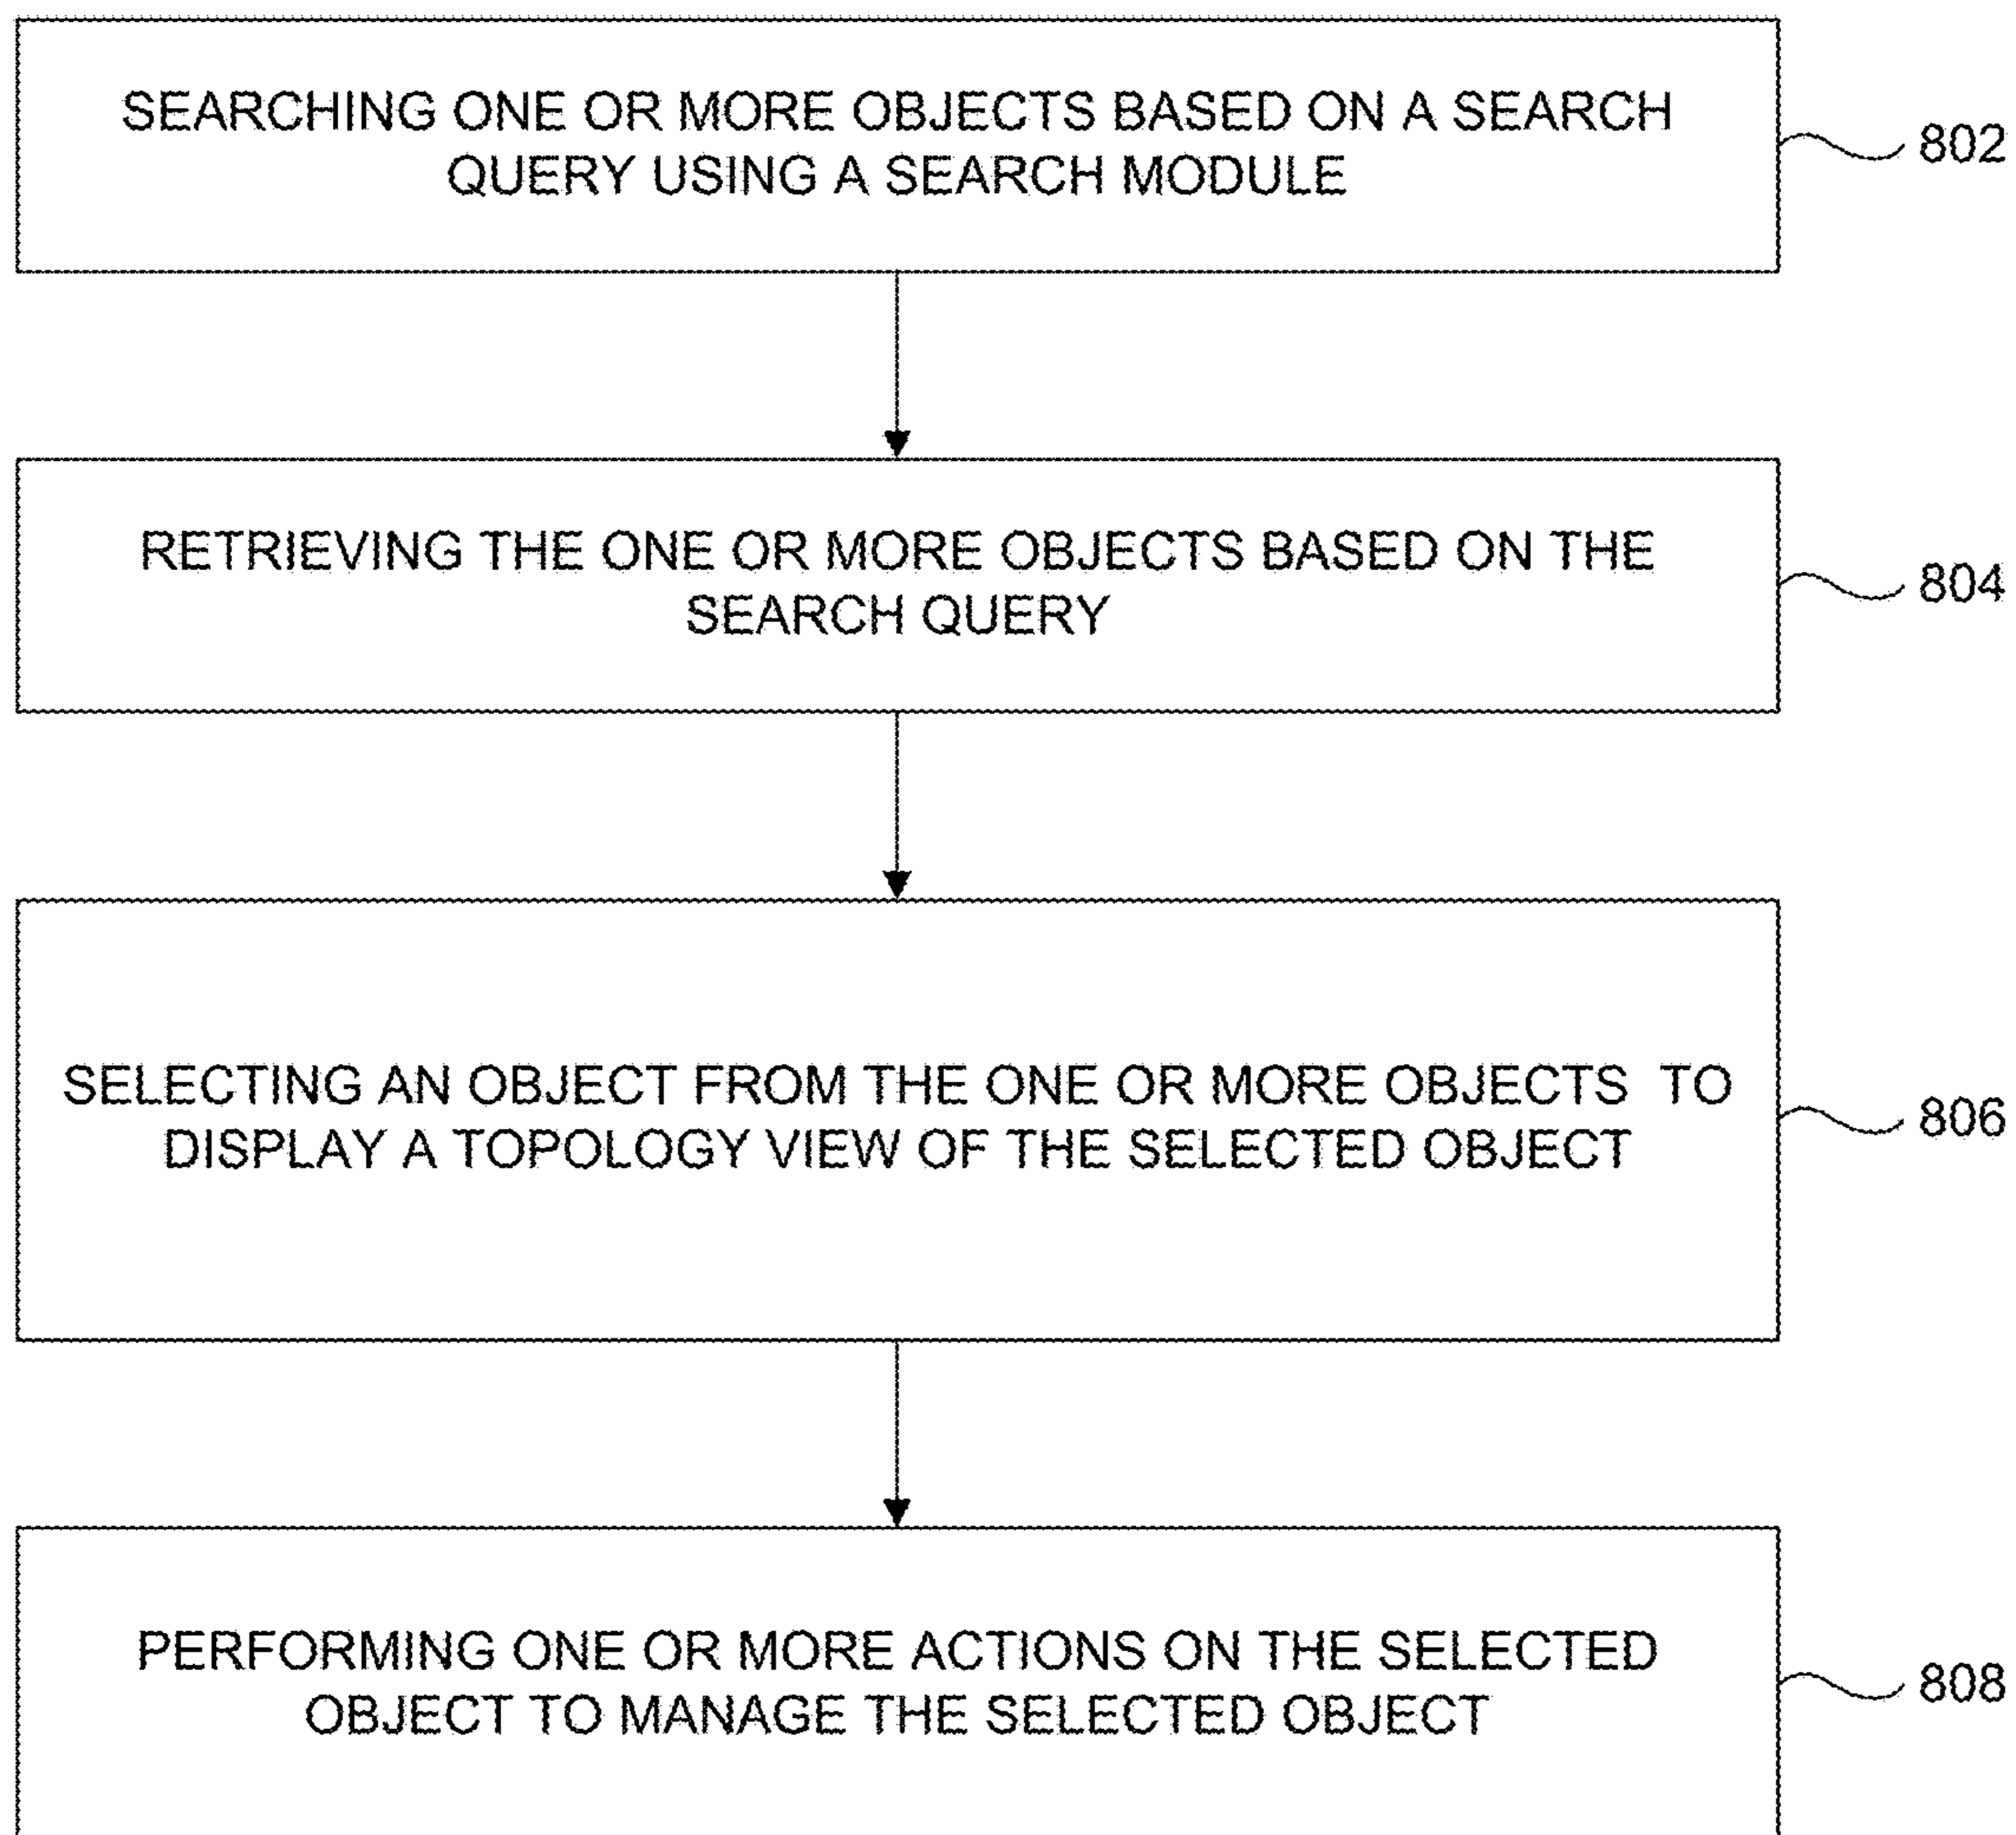 SEARCHING ONE OR MORE OBJECTS BASED ON A SEARCH
QUERY USING A SEARCH MODULE
802
RETRIEVING THE ONE OR MORE OBJECTS BASED ON THE
SEARCH QUERY
804
SELECTING AN OBJECT FROM THE ONE OR MORE OBJECTS TO
DISPLAY A TOPOLOGY VIEW OF THE SELECTED OBJECT
806
PERFORMING ONE OR MORE ACTIONS ON THE SELECTED
OBJECT TO MANAGE THE SELECTED OBJECT
808